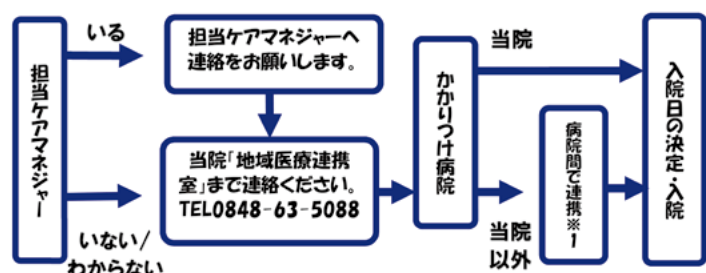 担当ケアマネジャー
いる
担当ケアマネジャーへ
連絡をお願いします。
いない/
わからない
当院「地域医療連携
室」まで連絡ください。
TEL0848-63-5088
かかりつけ病院
当院
当院
以外
病院間で連携※1
入院日の決定・入院